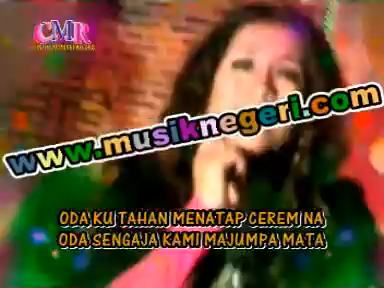 CMR
www.musiknegeri.com
ODA KU TAHAN MENATAP CEREM NA
ODA SENGAJA KAMI MAJUMPA MATA